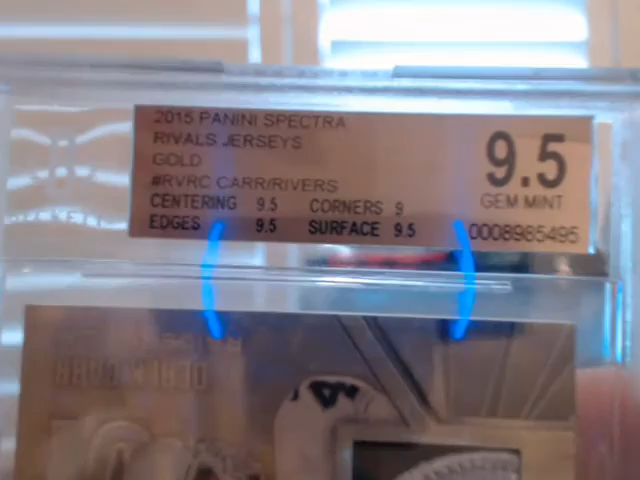 2015 PANINI SPECTRA
RIVALS JERSEYS
GOLD
#RVRC CARR/RIVERS
CENTERING 9.5 CORNERS 9
EDGES 9.5 SURFACE 9.5
9.5
GEM MINT
0008985495